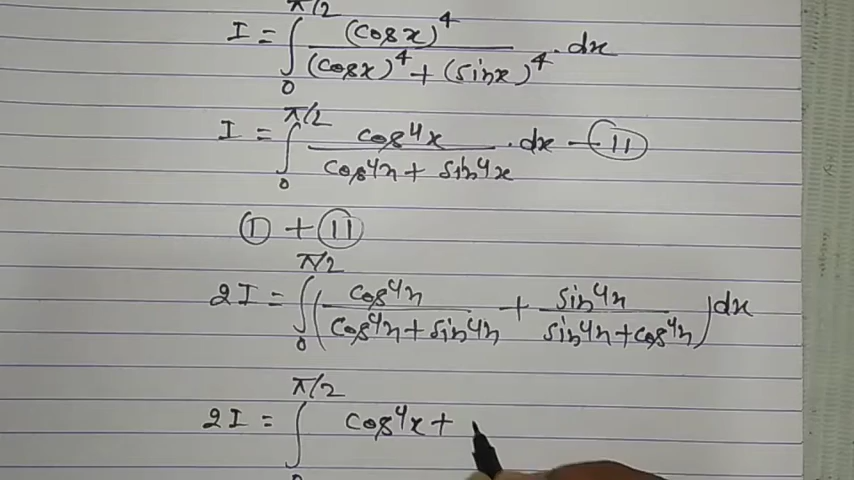 I = ∫₀^π/2 (cosx)⁴ / (cosx)⁴ + (sinx)⁴ . dx
I = ∫₀^π/2 cos⁴x / cos⁴x + sin⁴x . dx — II
I + II
2I = ∫₀^π/2 ( cos⁴x / cos⁴x + sin⁴x + sin⁴x / sin⁴x + cos⁴x ) dx
2I = ∫₀^π/2 cos⁴x +